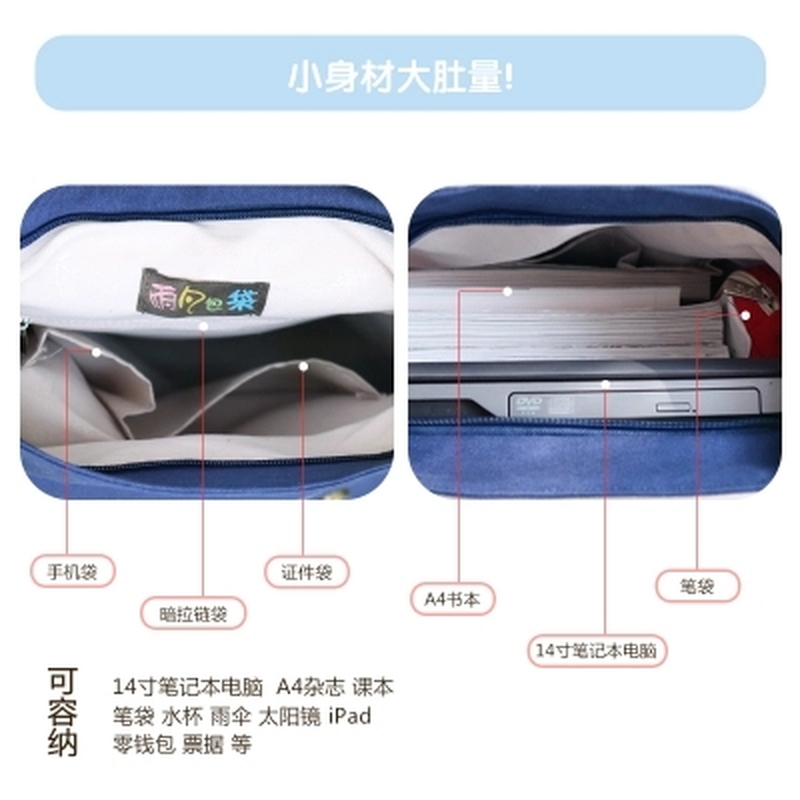 小身材大肚量!
雨凡包袋
DVD
手机袋
证件袋
暗拉链袋
A4书本
笔袋
14寸笔记本电脑
可容纳
14寸笔记本电脑 A4杂志 课本
笔袋 水杯 雨伞 太阳镜 iPad
零钱包 票据 等